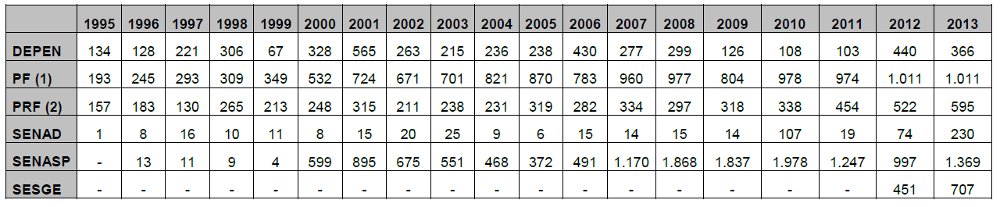 1995 1996 1997 1998 1999 2000 2001 2002 2003 2004 2005 2006 2007 2008 2009 2010 2011 2012 2013
DEPEN 134 128 221 306 67 328 565 263 215 236 238 430 277 299 126 108 103 440 366
PF (1) 193 245 293 309 349 532 724 671 701 821 870 783 960 977 804 978 974 1.011 1.011
PRF (2) 157 183 130 265 213 248 315 211 238 231 319 282 334 297 318 338 454 522 595
SENAD 1 8 16 10 11 8 15 20 25 9 6 15 14 15 14 107 19 74 230
SENASP - 13 11 9 4 599 895 675 551 468 372 491 1.170 1.868 1.837 1.978 1.247 997 1.369
SESGE - - - - - - - - - - - - - - - - - 451 707